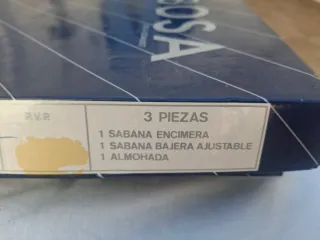 OSA
R.V.R
3 PIEZAS
1 SABANA ENCIMERA
1 SABANA BAJERA AJUSTABLE
1 ALMOHADA